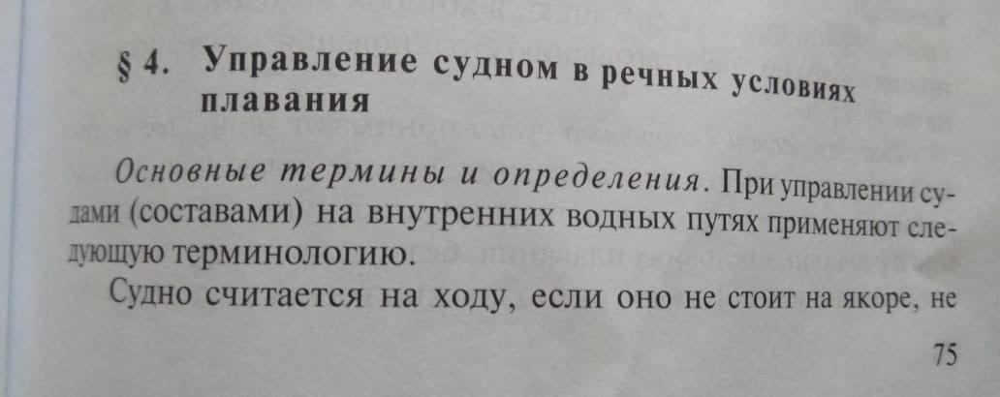 § 4. Управление судном в речных условиях
плавания
Основные термины и определения. При управлении су-
дами (составами) на внутренних водных путях применяют сле-
дующую терминологию.
Судно считается на ходу, если оно не стоит на якоре, не
75